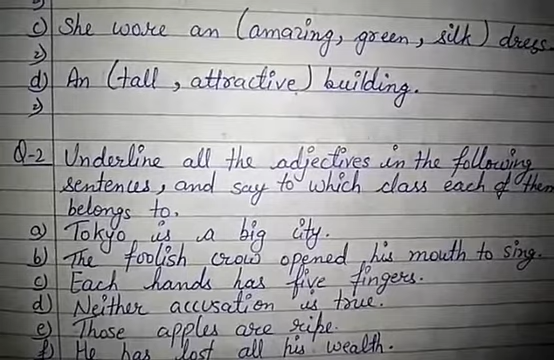 c) She wore an (amazing, green, silk) dress.
d) An (tall, attractive) building.
Q-2 Underline all the adjectives in the following
sentences, and say to which class each of them
belongs to.
a) Tokyo is a big city.
b) The foolish crow opened his mouth to sing.
c) Each hands has five fingers.
d) Neither accusation is true.
e) Those apples are ripe.
f) He has lost all his wealth.